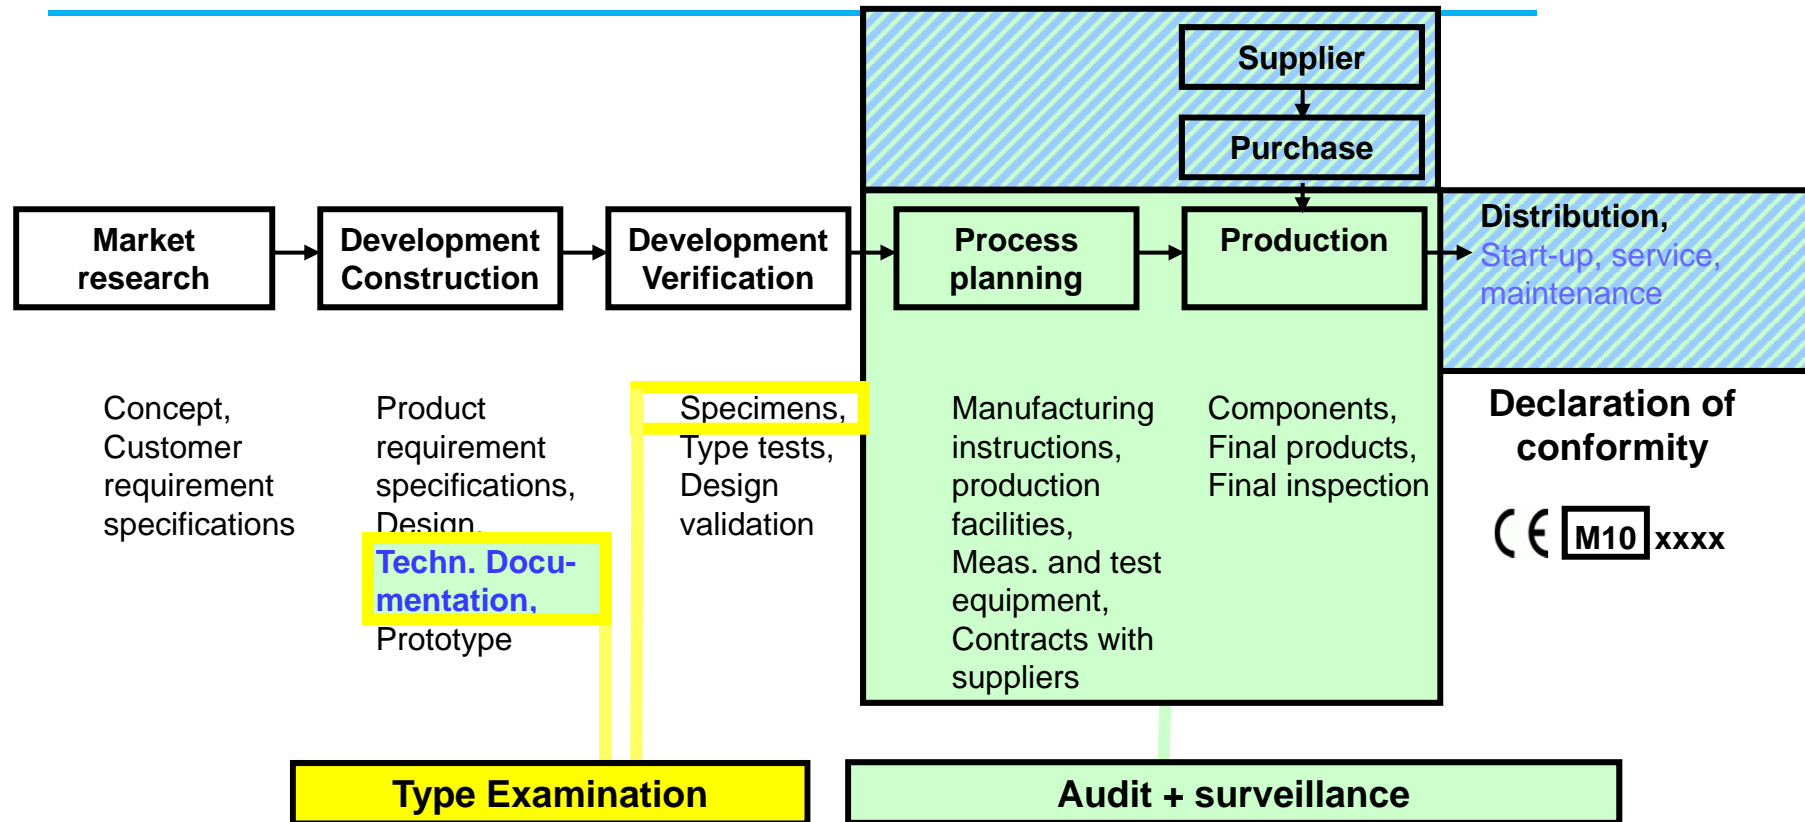 Supplier
Purchase
Market
research
Development
Construction
Development
Verification
Process
planning
Production
Distribution,
Start-up, service,
maintenance
Concept,
Customer
requirement
specifications
Product
requirement
specifications,
Design,
Techn. Docu-
mentation,
Prototype
Specimens,
Type tests,
Design
validation
Manufacturing
instructions,
production
facilities,
Meas. and test
equipment,
Contracts with
suppliers
Components,
Final products,
Final inspection
Declaration of
conformity
CE M10 xxxx
Type Examination
Audit + surveillance